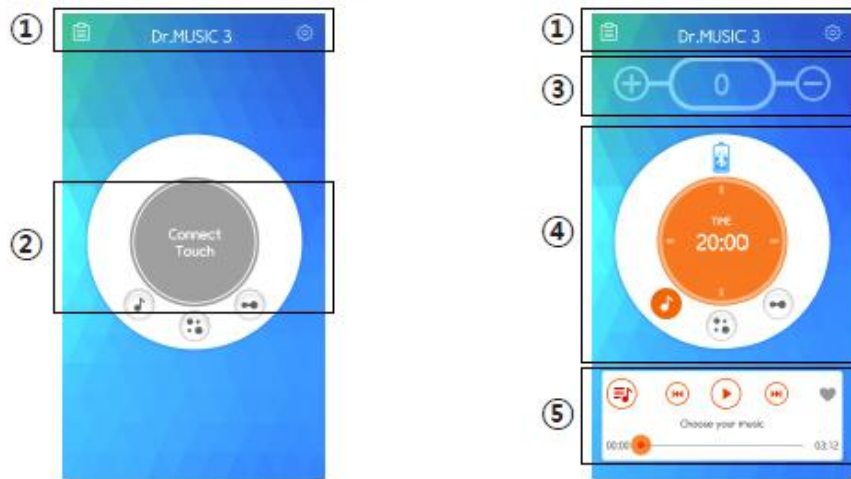 ① Dr.MUSIC 3
② Connect
Touch
① Dr.MUSIC 3
③ 0
④ TIME
20:00
⑤ Choose your music
00:00 03:12